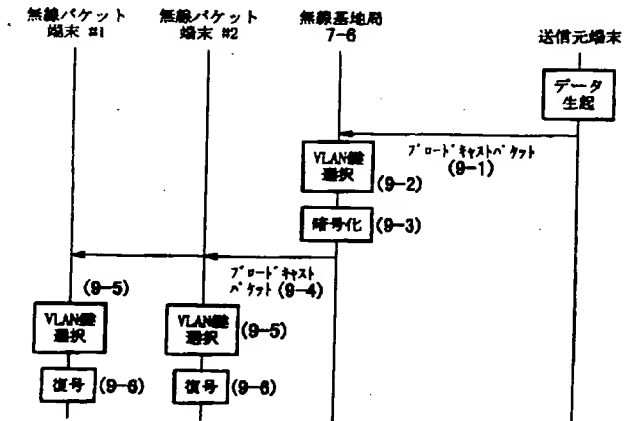 無線パケット
端末 #1
無線パケット
端末 #2
無線基地局
7-6
送信元端末
データ
生起
ブロードキャストパケット
(9-1)
VLAN鍵
選択
(9-2)
暗号化
(9-3)
ブロードキャスト
パケット (9-4)
(9-5)
VLAN鍵
選択
VLAN鍵
選択
(9-5)
復号
(9-6)
復号
(9-6)